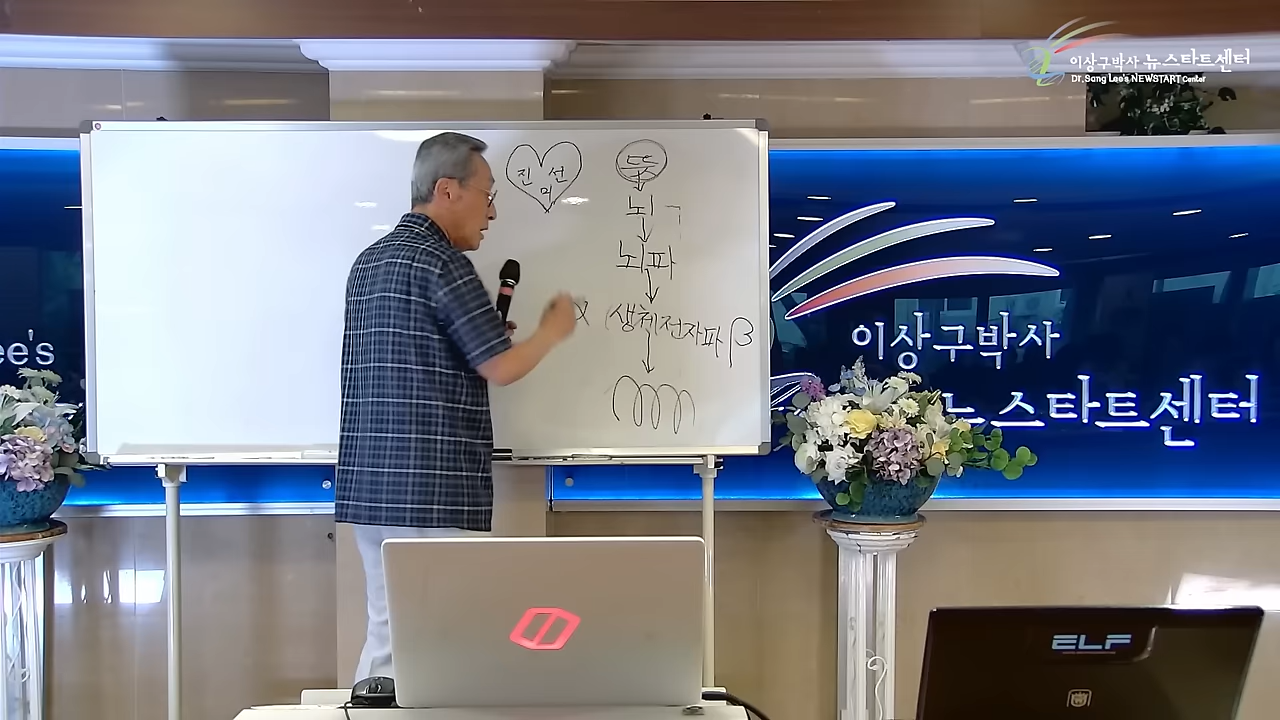 이상구박사 뉴스타트센터
Dr. Sang Lee's NEWSTART Center
진 선
미
뜻
뇌
뇌파
생체전자파 β
α
ee's
이상구박사
뉴스타트센터
ELF